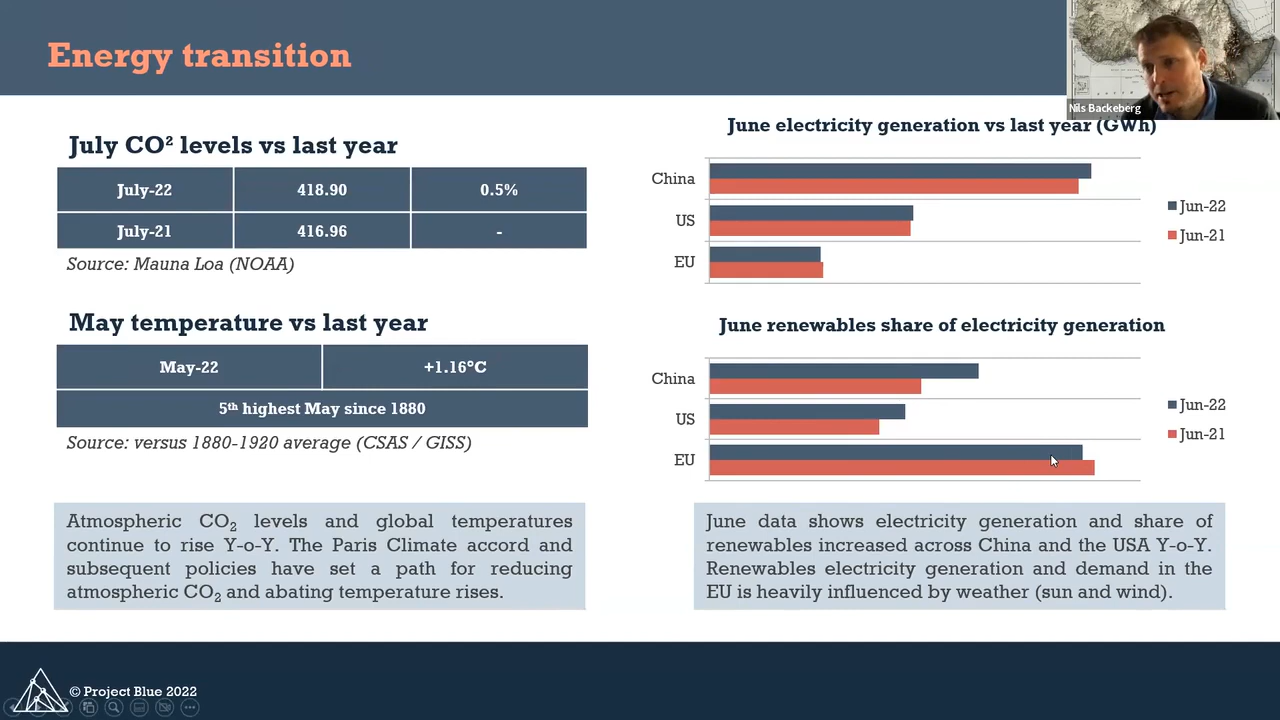 Energy transition
Nils Backeberg
July CO² levels vs last year
July-22 418.90 0.5%
July-21 416.96 -
Source: Mauna Loa (NOAA)
May temperature vs last year
May-22 +1.16°C
5th highest May since 1880
Source: versus 1880-1920 average (CSAS / GISS)
Atmospheric CO₂ levels and global temperatures
continue to rise Y-o-Y. The Paris Climate accord and
subsequent policies have set a path for reducing
atmospheric CO₂ and abating temperature rises.
June electricity generation vs last year (GWh)
China
US
EU
Jun-22
Jun-21
June renewables share of electricity generation
China
US
EU
Jun-22
Jun-21
June data shows electricity generation and share of
renewables increased across China and the USA Y-o-Y.
Renewables electricity generation and demand in the
EU is heavily influenced by weather (sun and wind).
© Project Blue 2022